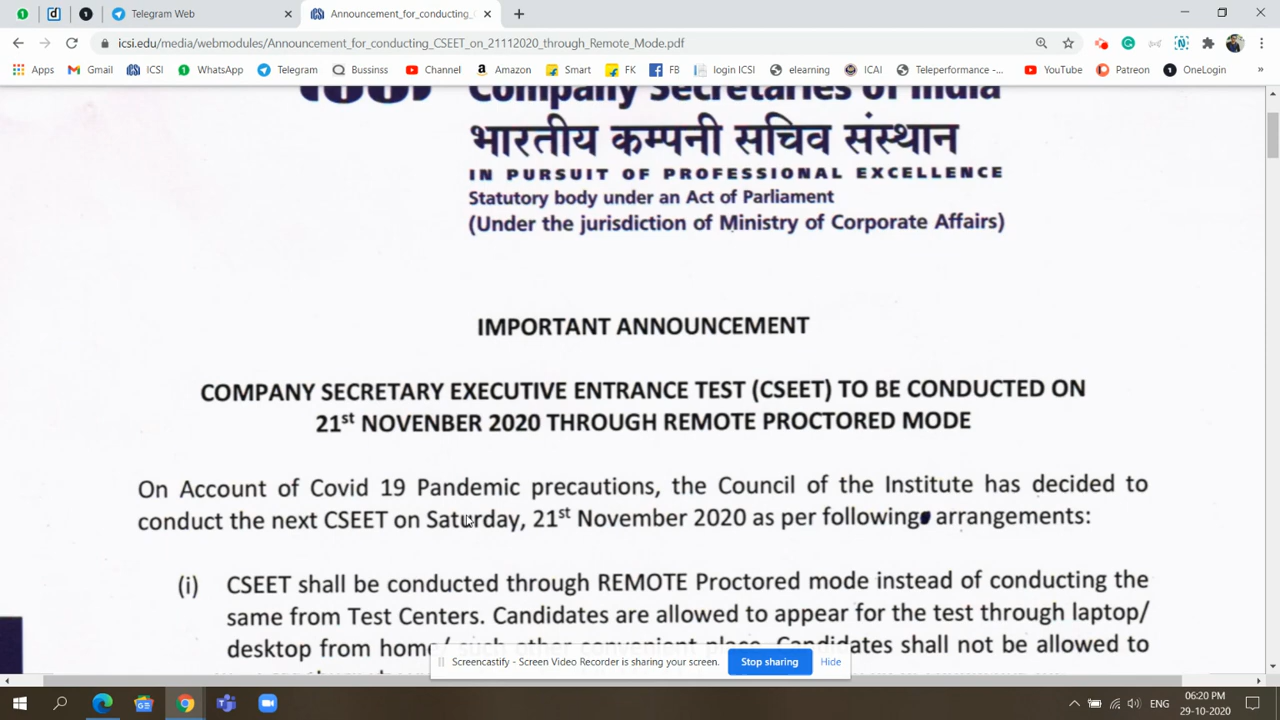 Telegram Web
Announcement_for_conducting_
icsi.edu/media/webmodules/Announcement_for_conducting_CSEET_on_21112020_through_Remote_Mode.pdf
Apps Gmail ICSI WhatsApp Telegram Bussinss Channel Amazon Smart FK FB login ICSI elearning ICAI Teleperformance -... YouTube Patreon OneLogin »
Company Secretaries of India
भारतीय कम्पनी सचिव संस्थान
IN PURSUIT OF PROFESSIONAL EXCELLENCE
Statutory body under an Act of Parliament
(Under the jurisdiction of Ministry of Corporate Affairs)
IMPORTANT ANNOUNCEMENT
COMPANY SECRETARY EXECUTIVE ENTRANCE TEST (CSEET) TO BE CONDUCTED ON
21st NOVENBER 2020 THROUGH REMOTE PROCTORED MODE
On Account of Covid 19 Pandemic precautions, the Council of the Institute has decided to
conduct the next CSEET on Saturday, 21st November 2020 as per following arrangements:
(i) CSEET shall be conducted through REMOTE Proctored mode instead of conducting the
same from Test Centers. Candidates are allowed to appear for the test through laptop/
desktop from home/ such other convenient place. Candidates shall not be allowed to
Screencastify - Screen Video Recorder is sharing your screen. Stop sharing Hide
ENG
06:20 PM
29-10-2020